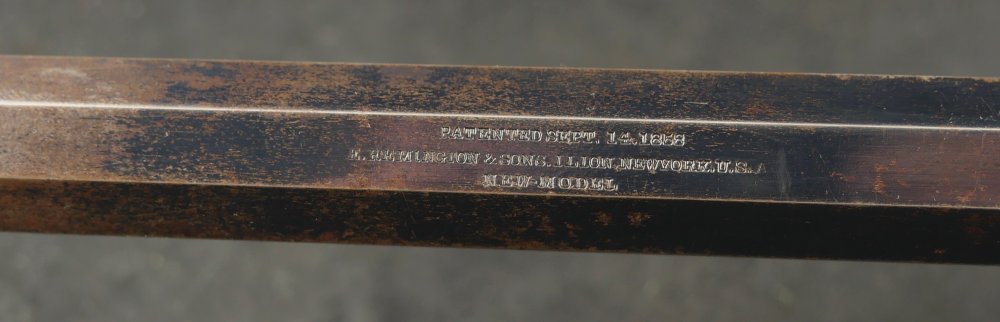 PATENTED SEPT. 14, 1858
E. REMINGTON & SONS, ILION, NEW YORK, U.S.A
NEW-MODEL